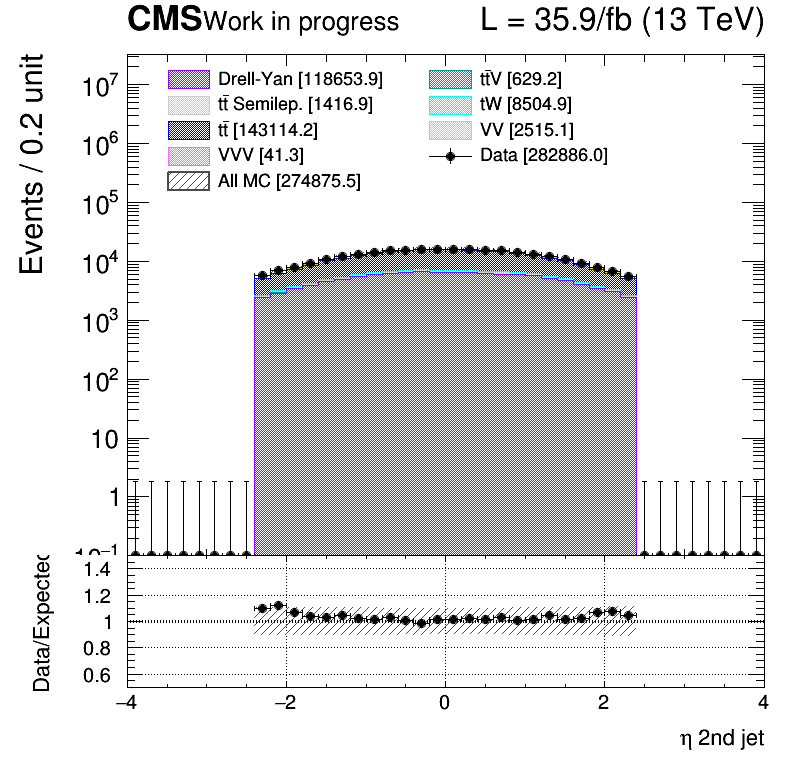 CMS Work in progress L = 35.9/fb (13 TeV)
Events / 0.2 unit
Drell-Yan [118653.9]
tt̄ Semilep. [1416.9]
tt̄ [143114.2]
VVV [41.3]
All MC [274875.5]
tt̄V [629.2]
tW [8504.9]
VV [2515.1]
Data [282886.0]
10⁷
10⁶
10⁵
10⁴
10³
10²
10
1
10⁻¹
Data/Expected
1.4
1.2
1
0.8
0.6
−4 −2 0 2 4
η 2nd jet